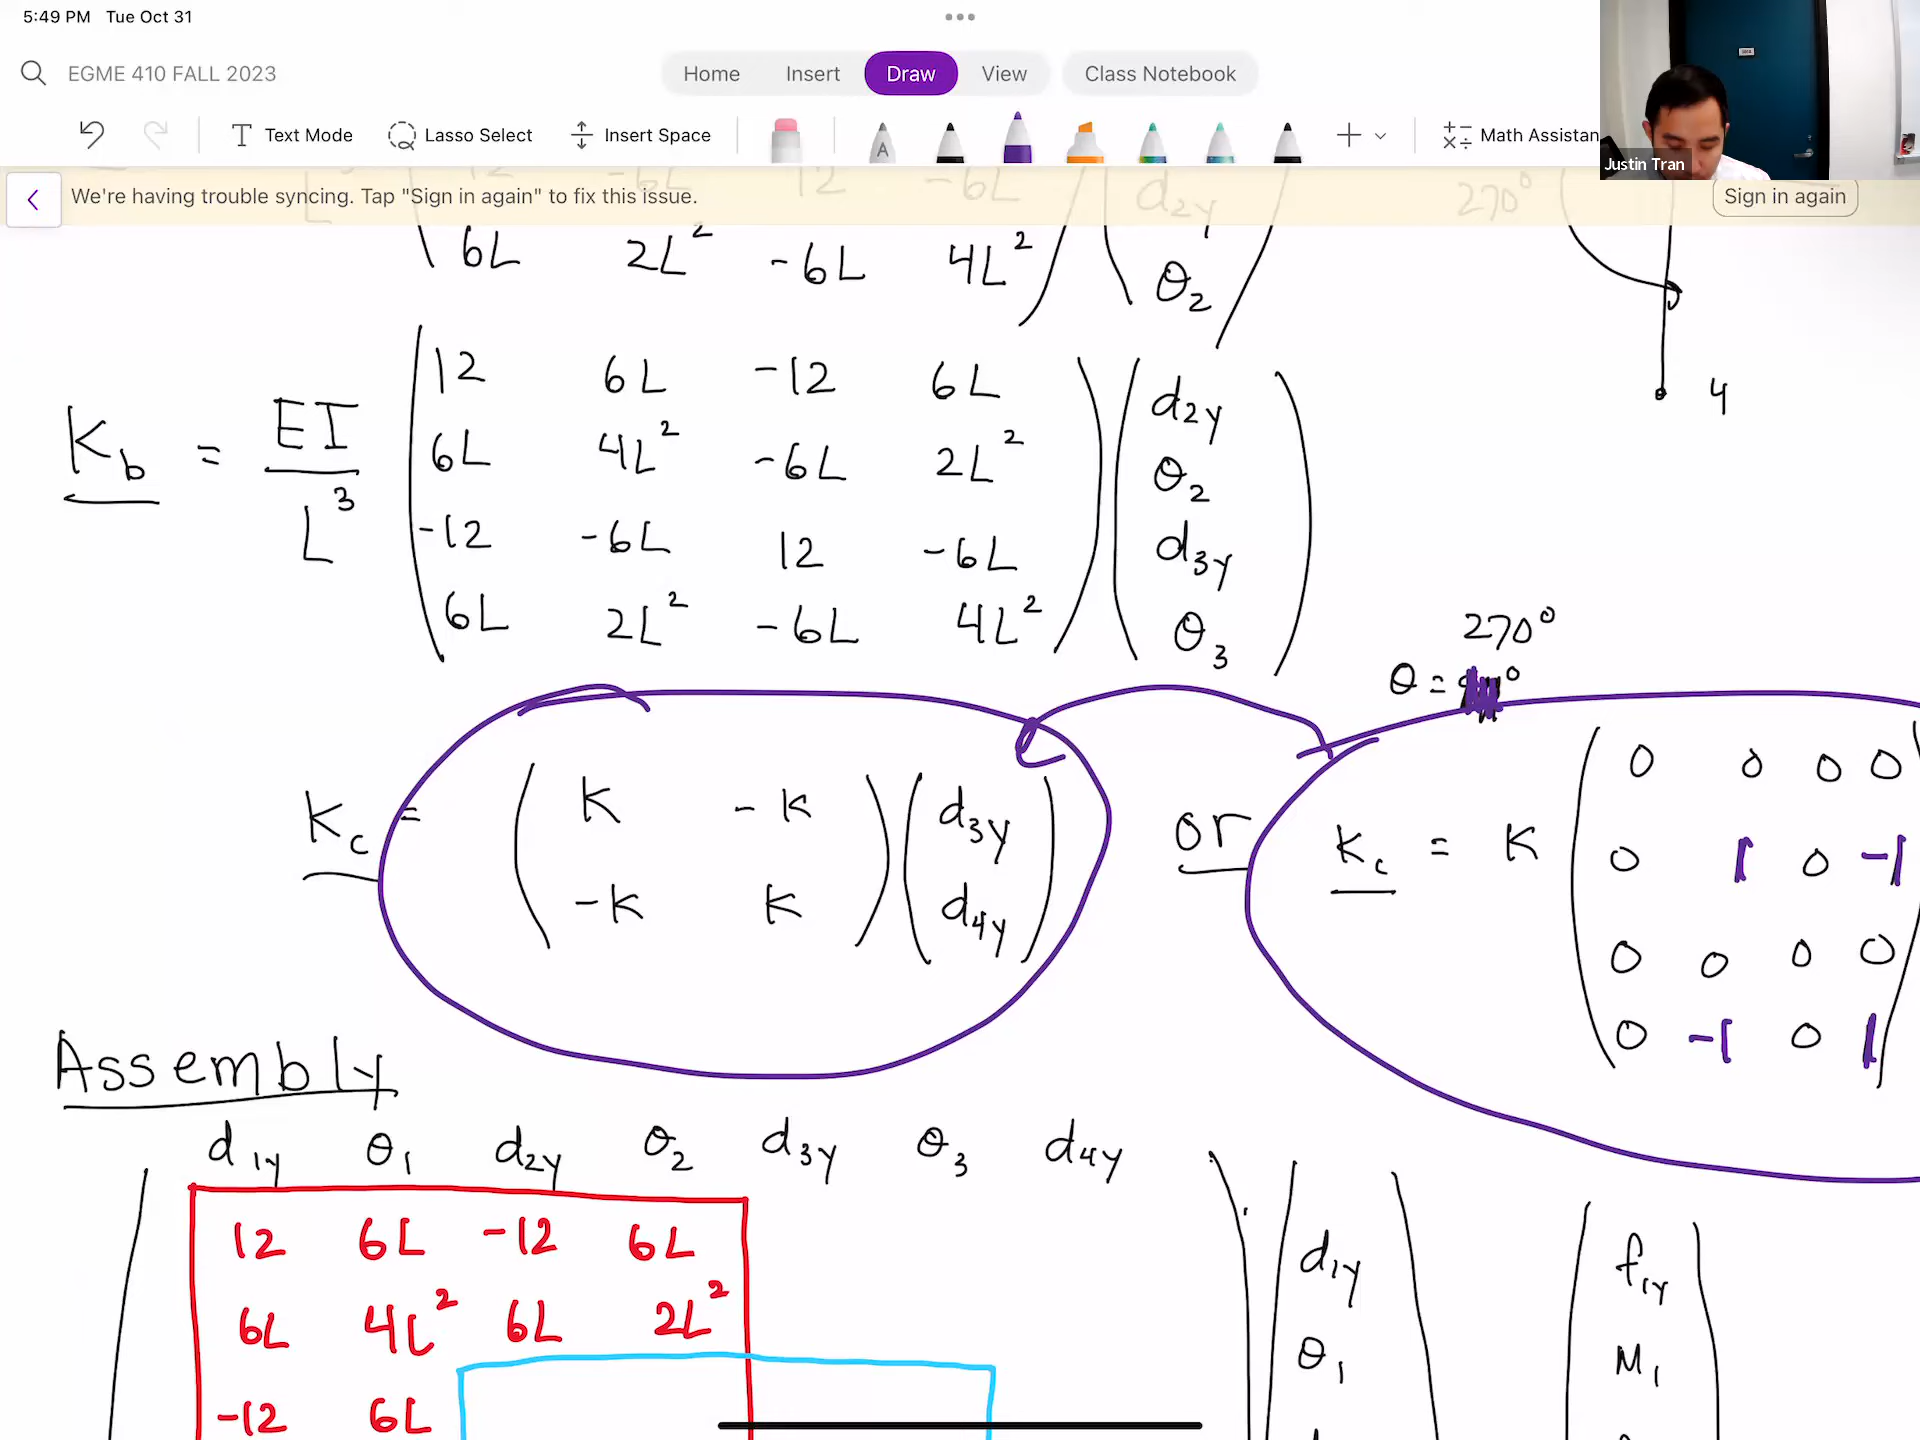 5:49 PM Tue Oct 31
EGME 410 FALL 2023
Home Insert Draw View Class Notebook
Text Mode Lasso Select Insert Space A Math Assistan
Justin Tran
12 -6L 12 -6L d2y 270°
We're having trouble syncing. Tap "Sign in again" to fix this issue. Sign in again
6L 2L² -6L 4L² θ2
4
Kb = EI / L³
12 6L -12 6L d2y
6L 4L² -6L 2L² θ2
-12 -6L 12 -6L d3y
6L 2L² -6L 4L² θ3
270°
θ = °
Kc = K -K d3y
-K K d4y
or
Kc = K
0 0 0 0
0 1 0 -1
0 0 0 0
0 -1 0 1
Assembly
d1y θ1 d2y θ2 d3y θ3 d4y
12 6L -12 6L d1y f1y
6L 4L² 6L 2L² θ1 M1
-12 6L